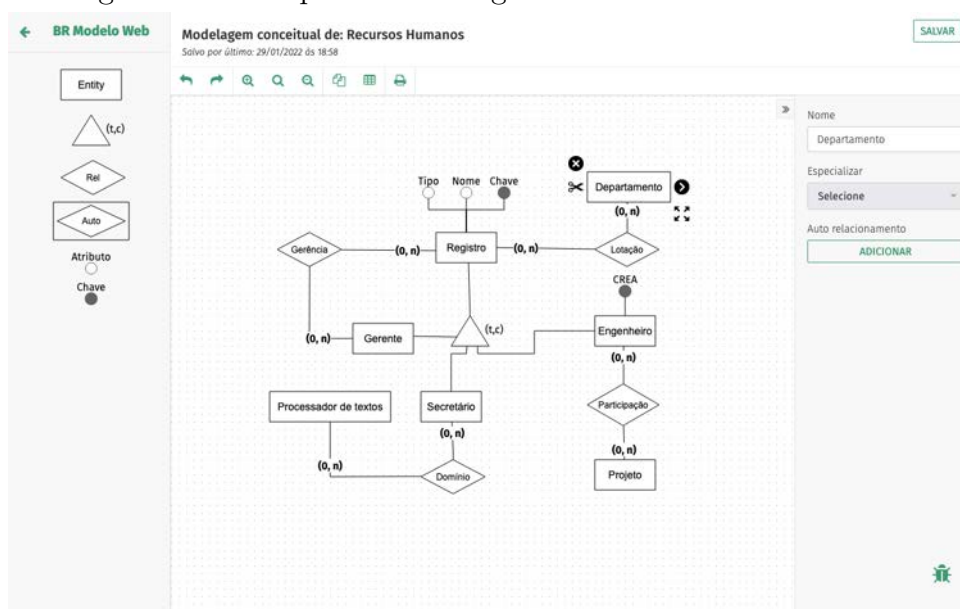 BR Modelo Web
Modelagem conceitual de: Recursos Humanos
Salvo por último: 29/01/2022 às 18:58
SALVAR
Entity
(t,c)
Rel
Auto
Atributo
Chave
Tipo Nome Chave
Departamento
(0, n)
Gerência
(0, n)
Registro
(0, n)
Lotação
CREA
(t,c)
Engenheiro
(0, n)
Gerente
(0, n)
Processador de textos
Secretário
Participação
(0, n)
(0, n)
(0, n)
Domínio
Projeto
Nome
Departamento
Especializar
Selecione
Auto relacionamento
ADICIONAR